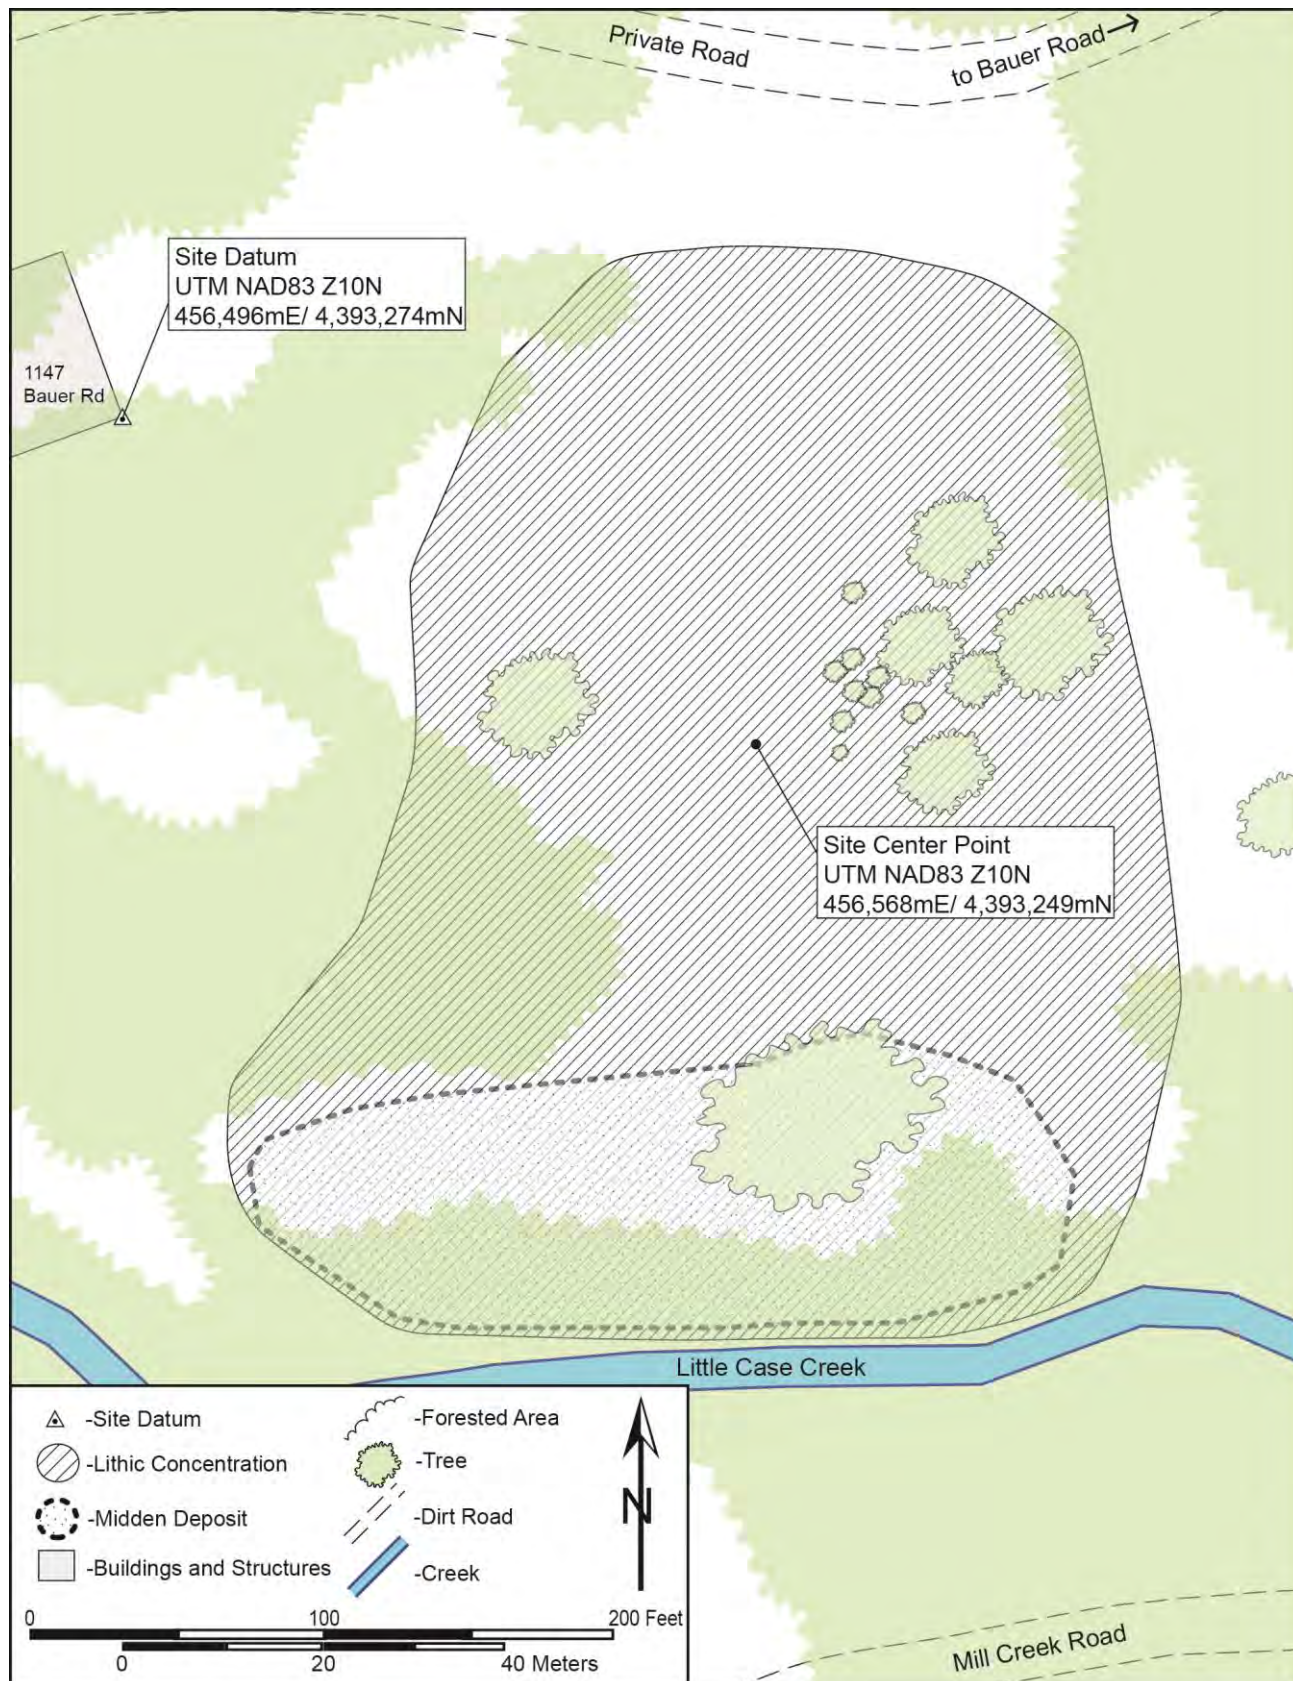 Private Road
to Bauer Road
Site Datum
UTM NAD83 Z10N
456,496mE/ 4,393,274mN
1147
Bauer Rd
Site Center Point
UTM NAD83 Z10N
456,568mE/ 4,393,249mN
Little Case Creek
-Site Datum
-Lithic Concentration
-Midden Deposit
-Buildings and Structures
-Forested Area
-Tree
-Dirt Road
-Creek
N
0 100 200 Feet
0 20 40 Meters
Mill Creek Road